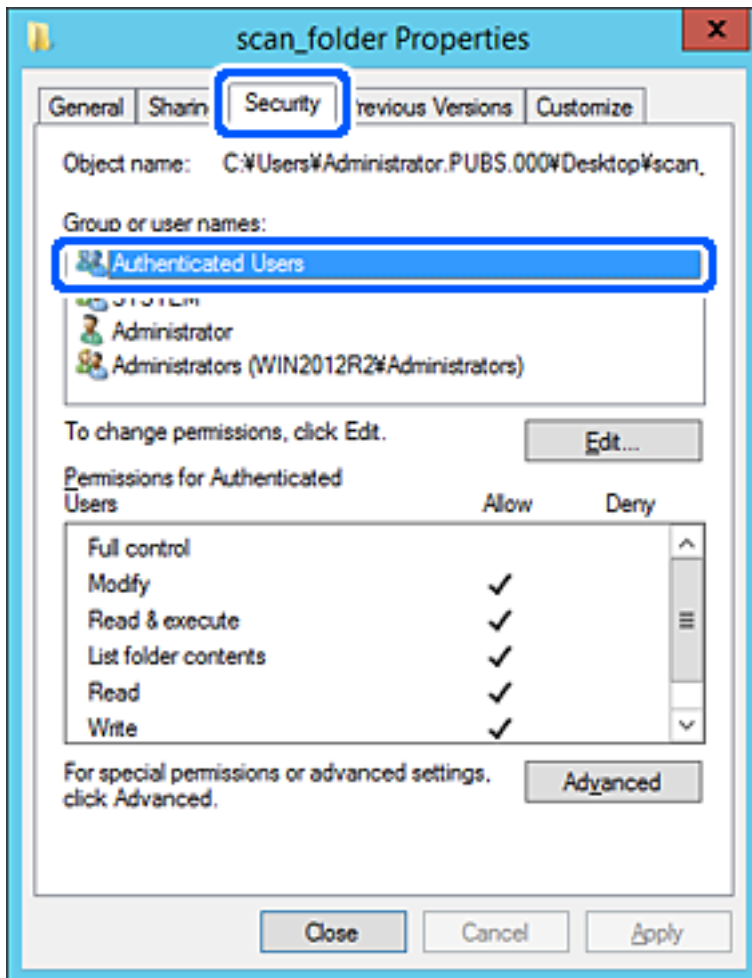 scan_folder Properties
x
General Security Previous Versions Customize
Object name: C:¥Users¥Administrator.PUBS.000¥Desktop¥scan_
Group or user names:
Authenticated Users
SYSTEM
Administrator
Administrators (WIN2012R2¥Administrators)
To change permissions, click Edit.
Edit...
Permissions for Authenticated
Users Allow Deny
Full control
Modify
Read & execute
List folder contents
Read
Write
For special permissions or advanced settings,
click Advanced.
Advanced
Close Cancel Apply